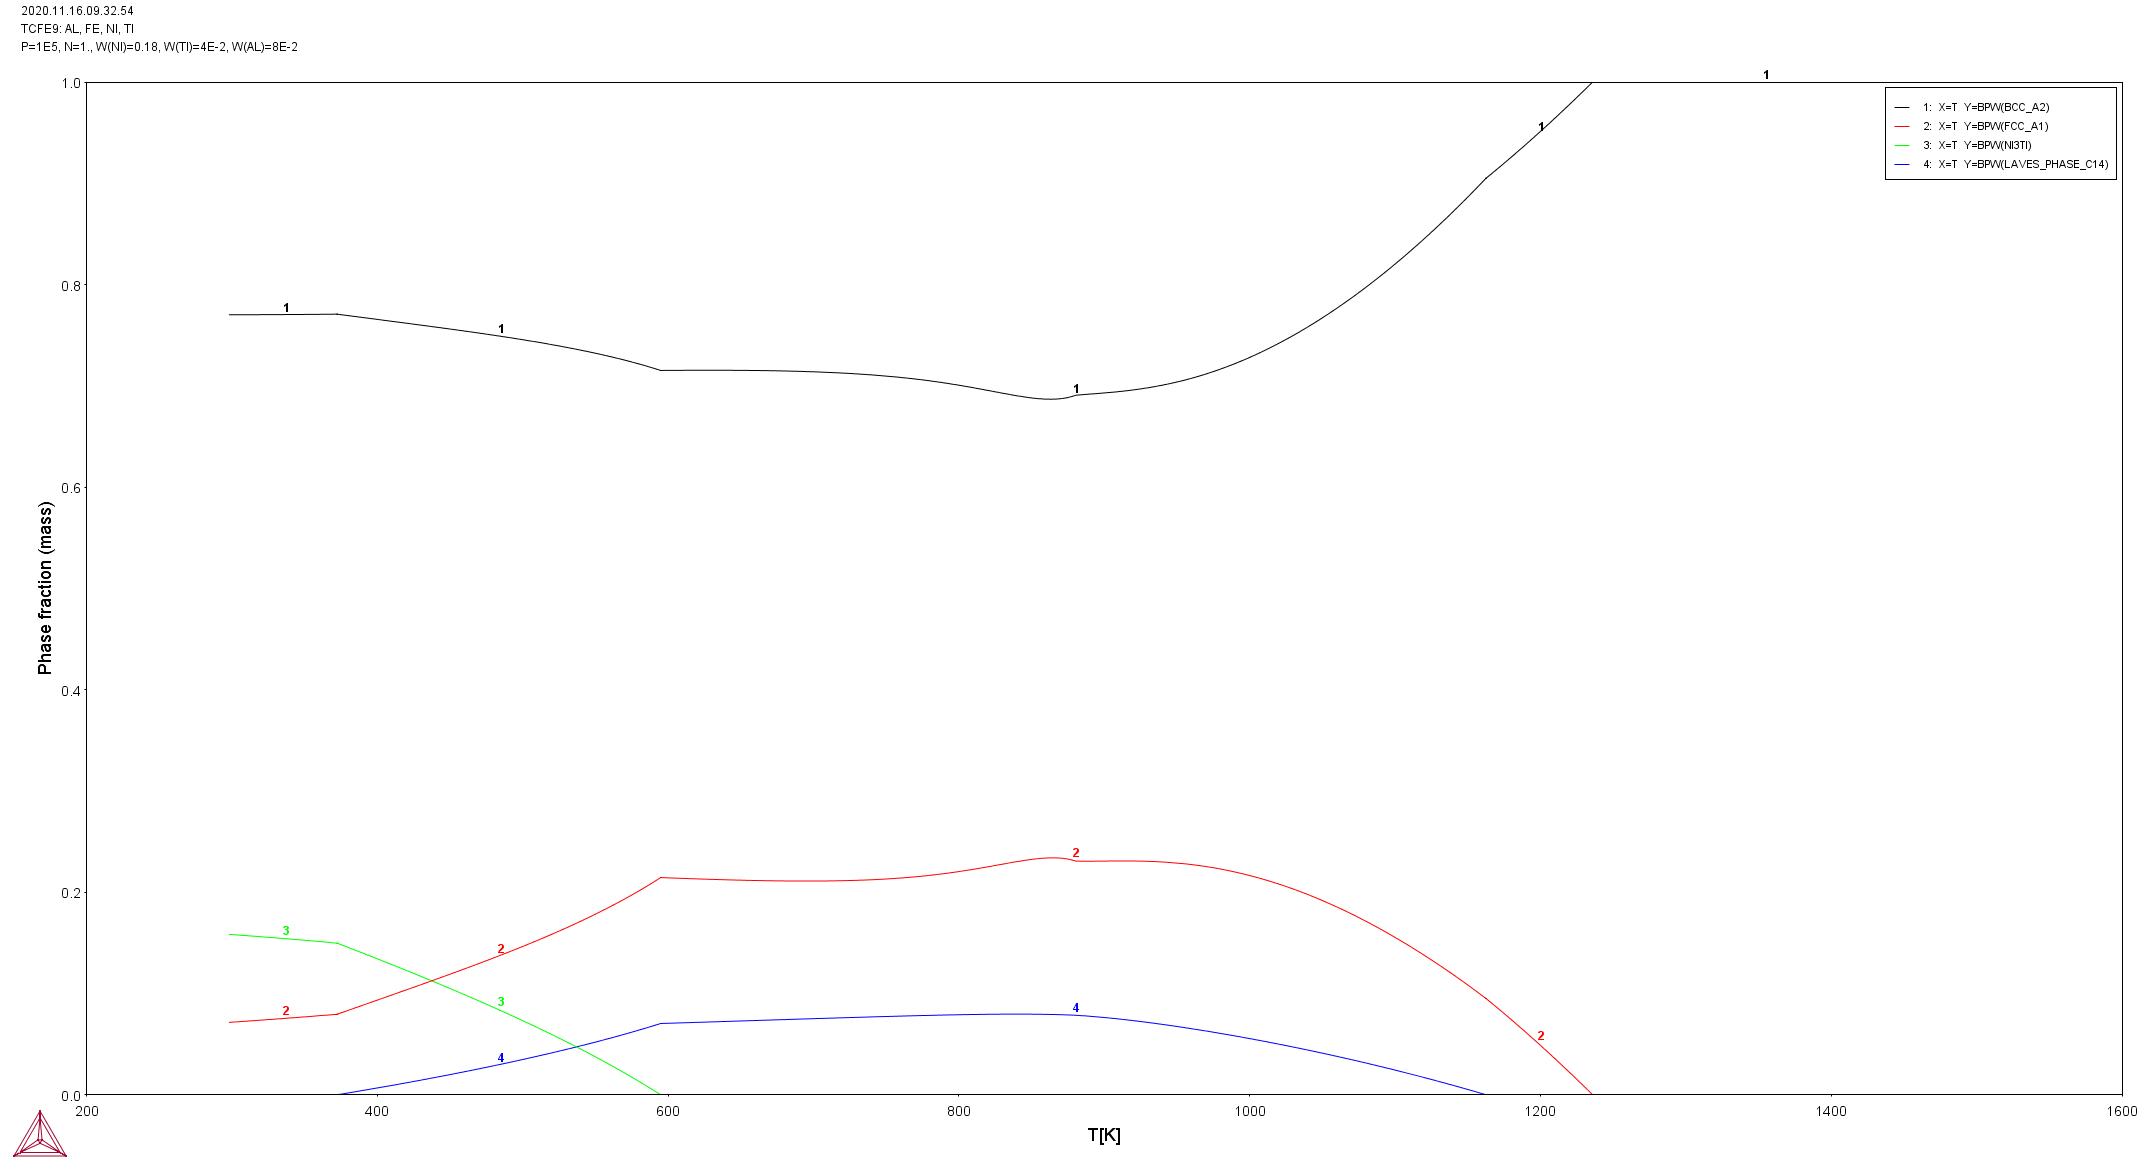 2020.11.16.09.32.54
TCFE9: AL, FE, NI, TI
P=1E5, N=1., W(NI)=0.18, W(TI)=4E-2, W(AL)=8E-2
1
1: X=T Y=BPW(BCC_A2)
2: X=T Y=BPW(FCC_A1)
3: X=T Y=BPW(NI3TI)
4: X=T Y=BPW(LAVES_PHASE_C14)
1.0
1
0.8
1
1
1
0.6
Phase fraction (mass)
0.4
2
0.2
3
2
3
2
4
2
4
0.0
200 400 600 800 1000 1200 1400 1600
T[K]